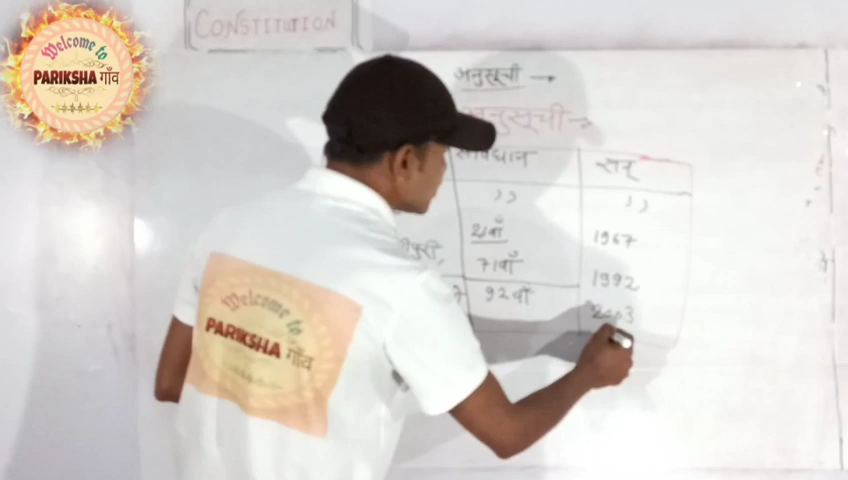 Welcome to
PARIKSHA गाँव
CONSTITUTION
अनुसूची →
अनुसूची →
संविधान सन्
,, ,,
21वाँ 1967
71वाँ 1992
92वाँ 2003
Welcome to
PARIKSHA गाँव